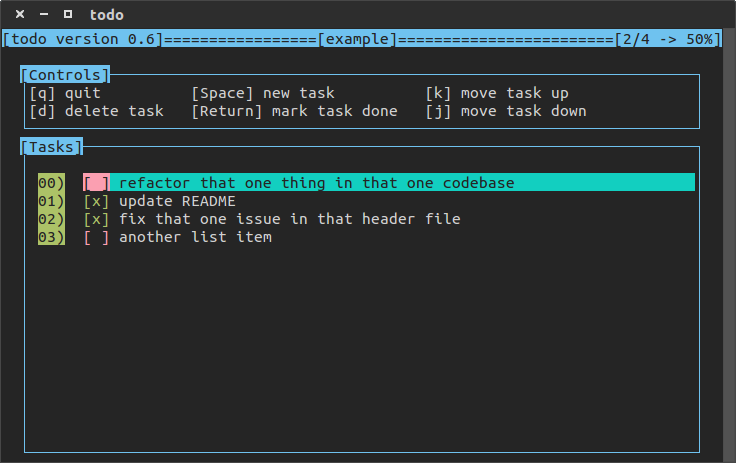 todo
[todo version 0.6]=================[example]========================[2/4 -> 50%]
[Controls]
[q] quit          [Space] new task          [k] move task up
[d] delete task   [Return] mark task done   [j] move task down
[Tasks]
00)  [ ] refactor that one thing in that one codebase
01)  [x] update README
02)  [x] fix that one issue in that header file
03)  [ ] another list item